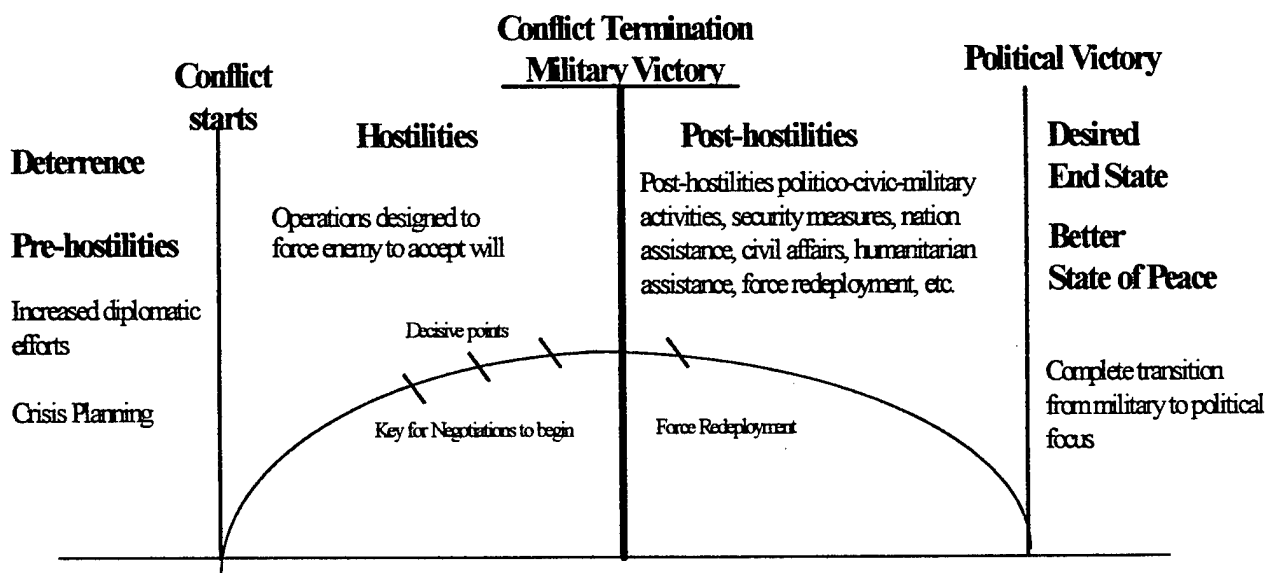 Conflict
starts
Conflict Termination
Military Victory
Political Victory
Deterrence
Pre-hostilities
Increased diplomatic
efforts
Crisis Planning
Hostilities
Operations designed to
force enemy to accept will
Decisive points
Key for Negotiations to begin
Post-hostilities
Post-hostilities politico-civic-military
activities, security measures, nation
assistance, civil affairs, humanitarian
assistance, force redeployment, etc.
Force Redeployment
Desired
End State
Better
State of Peace
Complete transition
from military to political
focus